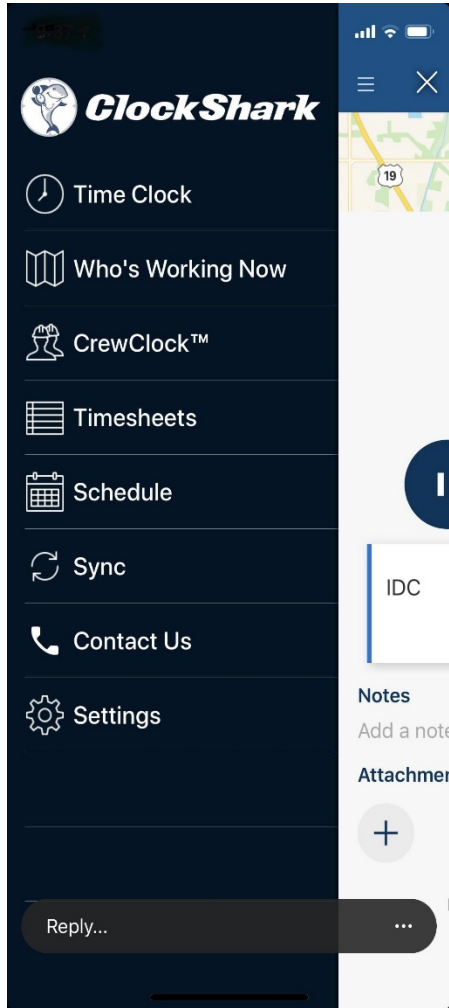 ClockShark
19
Time Clock
Who's Working Now
CrewClock™
Timesheets
Schedule
Sync
IDC
Contact Us
Notes
Settings
Add a note
Attachmen
Reply...